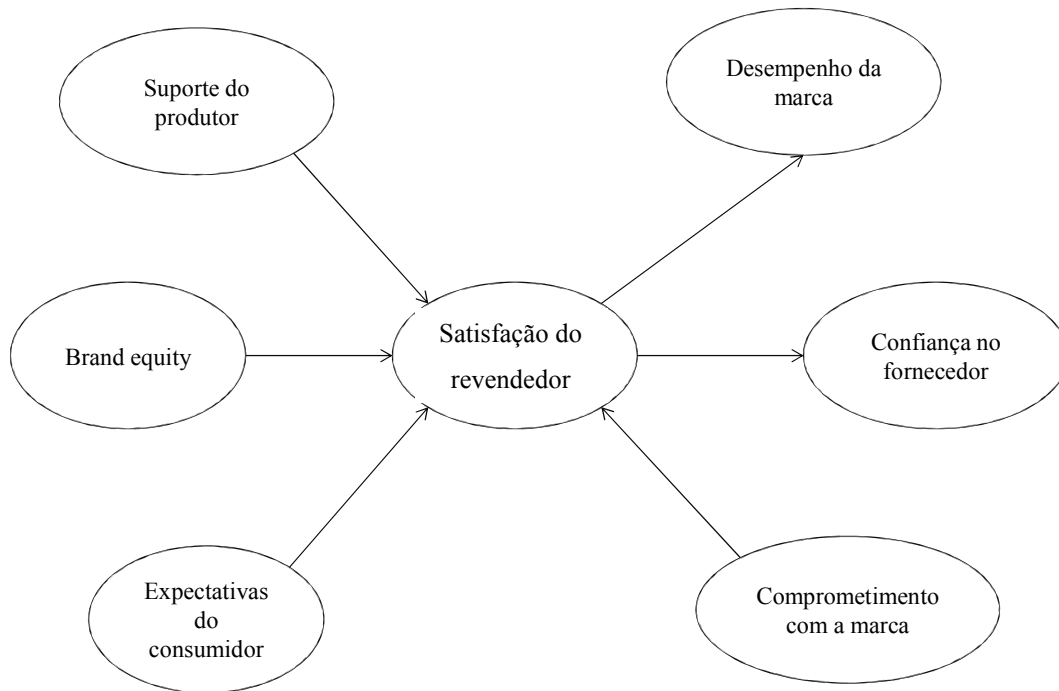 Suporte do
produtor
Desempenho da
marca
Brand equity
Satisfação do
revendedor
Confiança no
fornecedor
Expectativas
do
consumidor
Comprometimento
com a marca